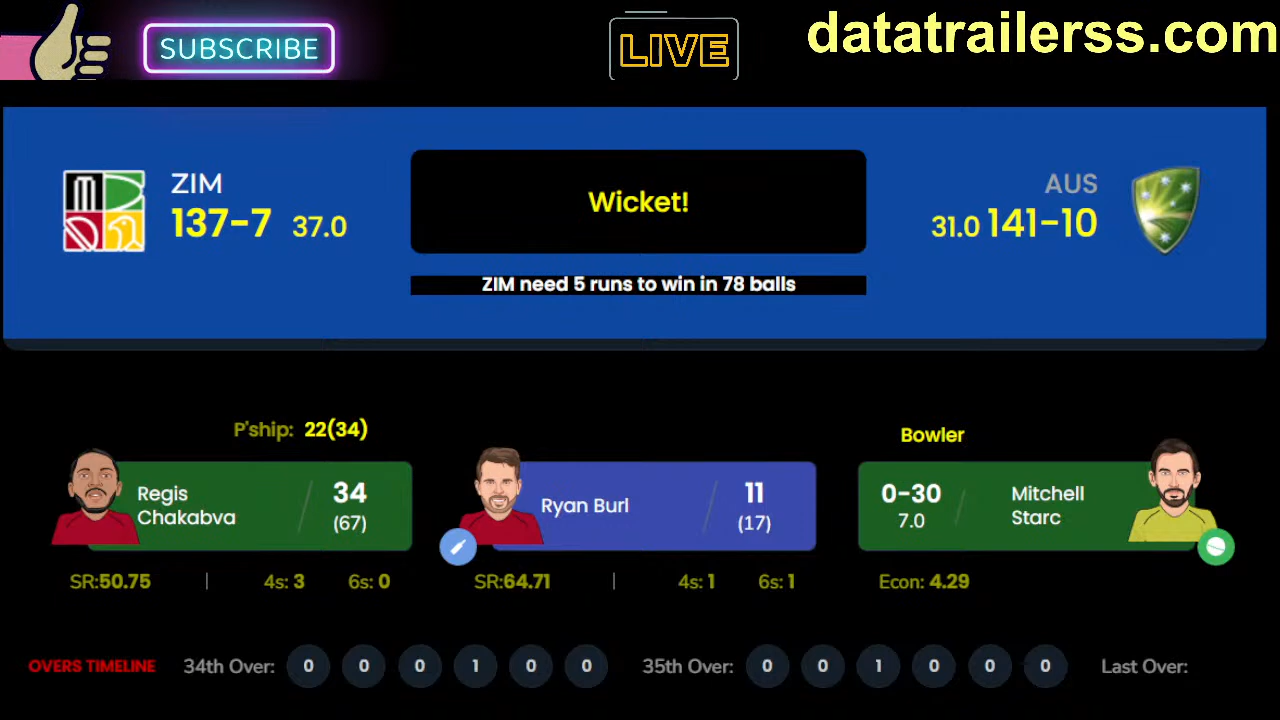 SUBSCRIBE
LIVE
datatrailerss.com
ZIM
137-7 37.0
Wicket!
AUS
31.0 141-10
ZIM need 5 runs to win in 78 balls
P'ship: 22(34)
Bowler
Regis Chakabva
34
(67)
Ryan Burl
11
(17)
0-30
7.0
Mitchell Starc
SR:50.75 | 4s: 3 6s: 0
SR:64.71 | 4s: 1 6s: 1
Econ: 4.29
OVERS TIMELINE 34th Over: 0 0 0 1 0 0 35th Over: 0 0 1 0 0 0 Last Over: